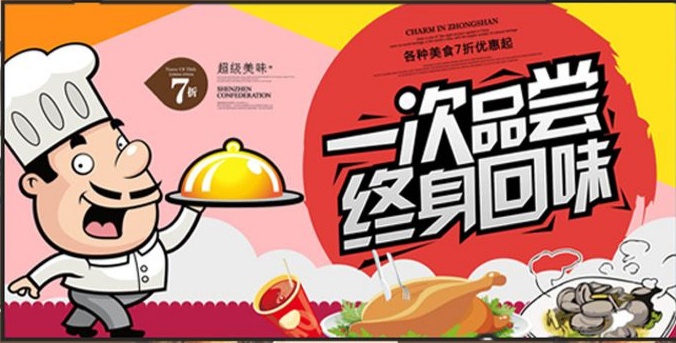 CHARM IN ZHONGSHAN
各种美食7折优惠起
超级美味
7折
SHENZHEN
CONFEDERATION
一次品尝
终身回味